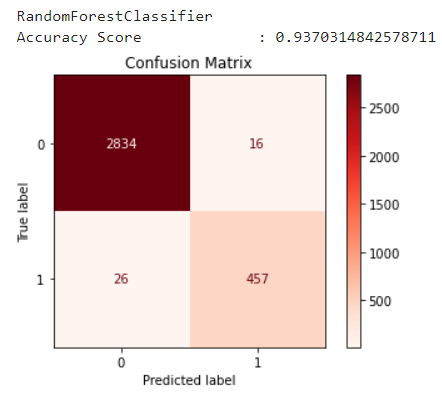 RandomForestClassifier
Accuracy Score : 0.9370314842578711
Confusion Matrix
2834 16
26 457
True label
0
1
0 1
Predicted label
2500
2000
1500
1000
500